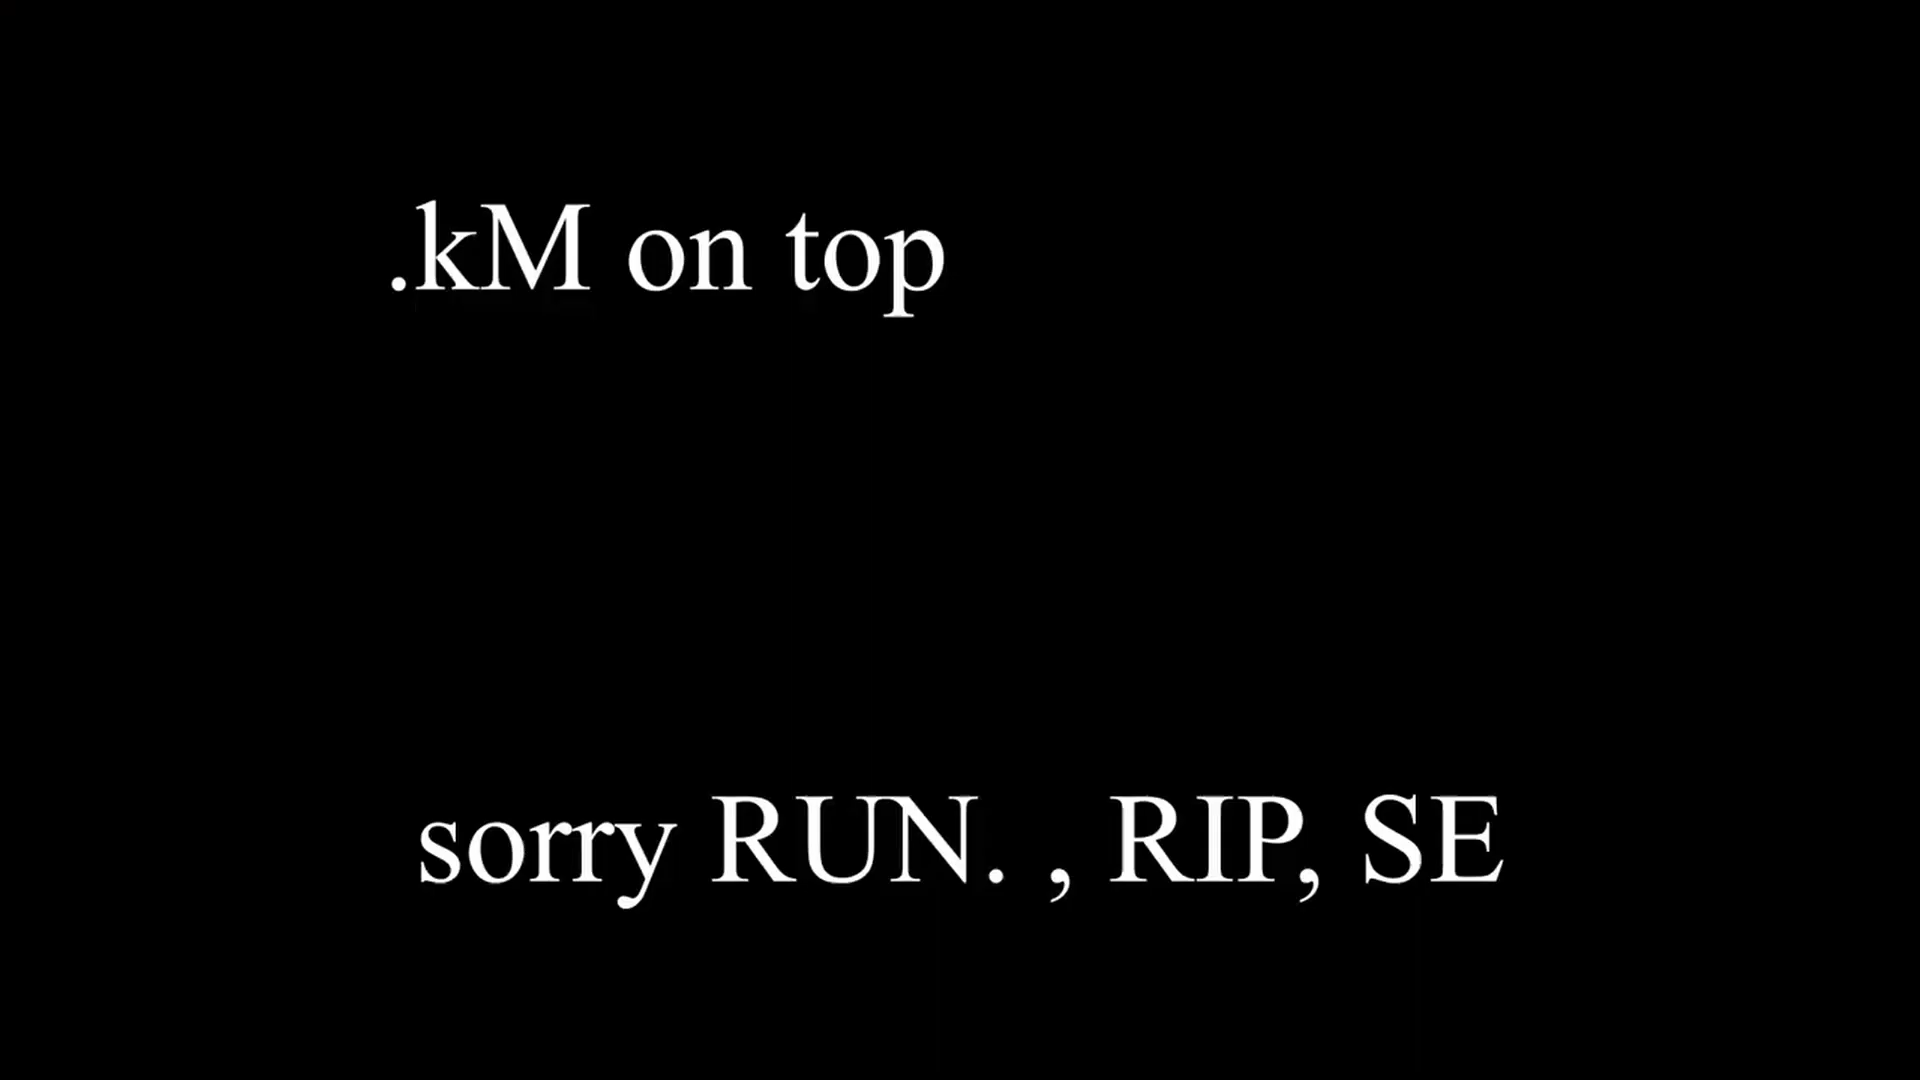 .kM on top
sorry RUN. , RIP, SE